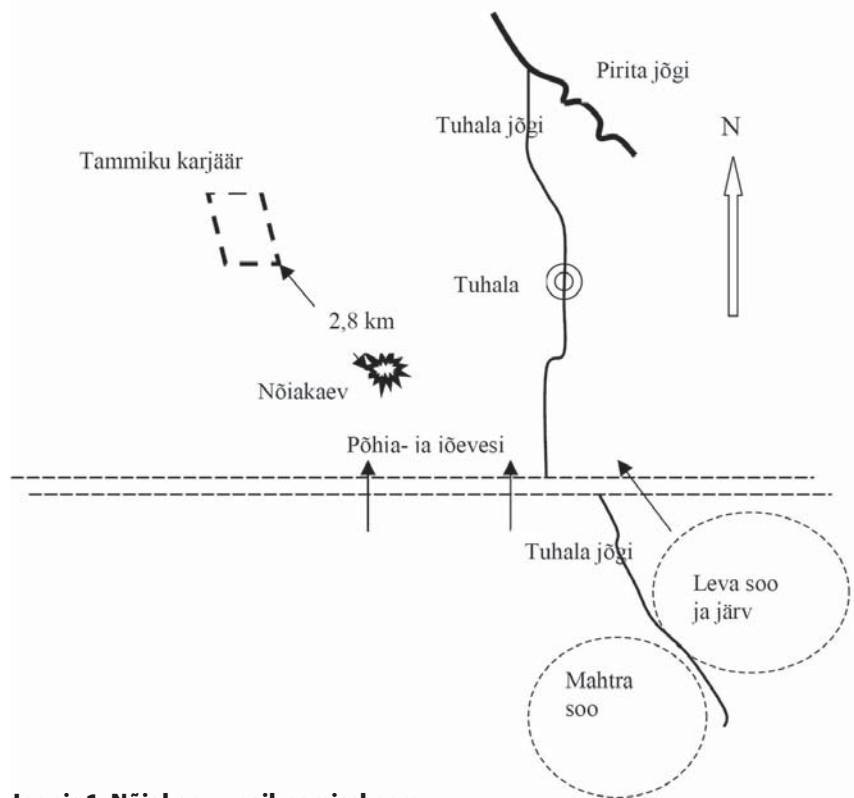 Pirita jõgi
Tuhala jõgi
N
Tammiku karjäär
Tuhala
2,8 km
Nõiakaev
Põhja- ja jõevesi
Tuhala jõgi
Leva soo
ja järv
Mahtra
soo